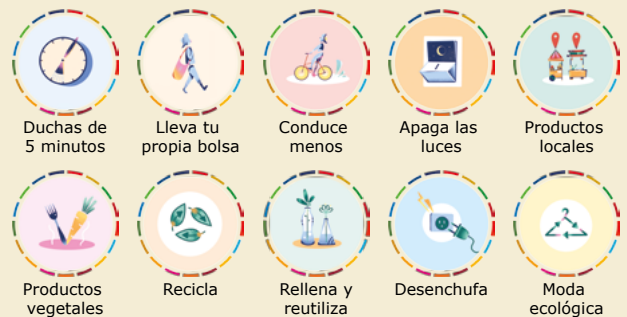 Duchas de
5 minutos
Lleva tu
propia bolsa
Conduce
menos
Apaga las
luces
Productos
locales
Productos
vegetales
Recicla
Rellena y
reutiliza
Desenchufa
Moda
ecológica